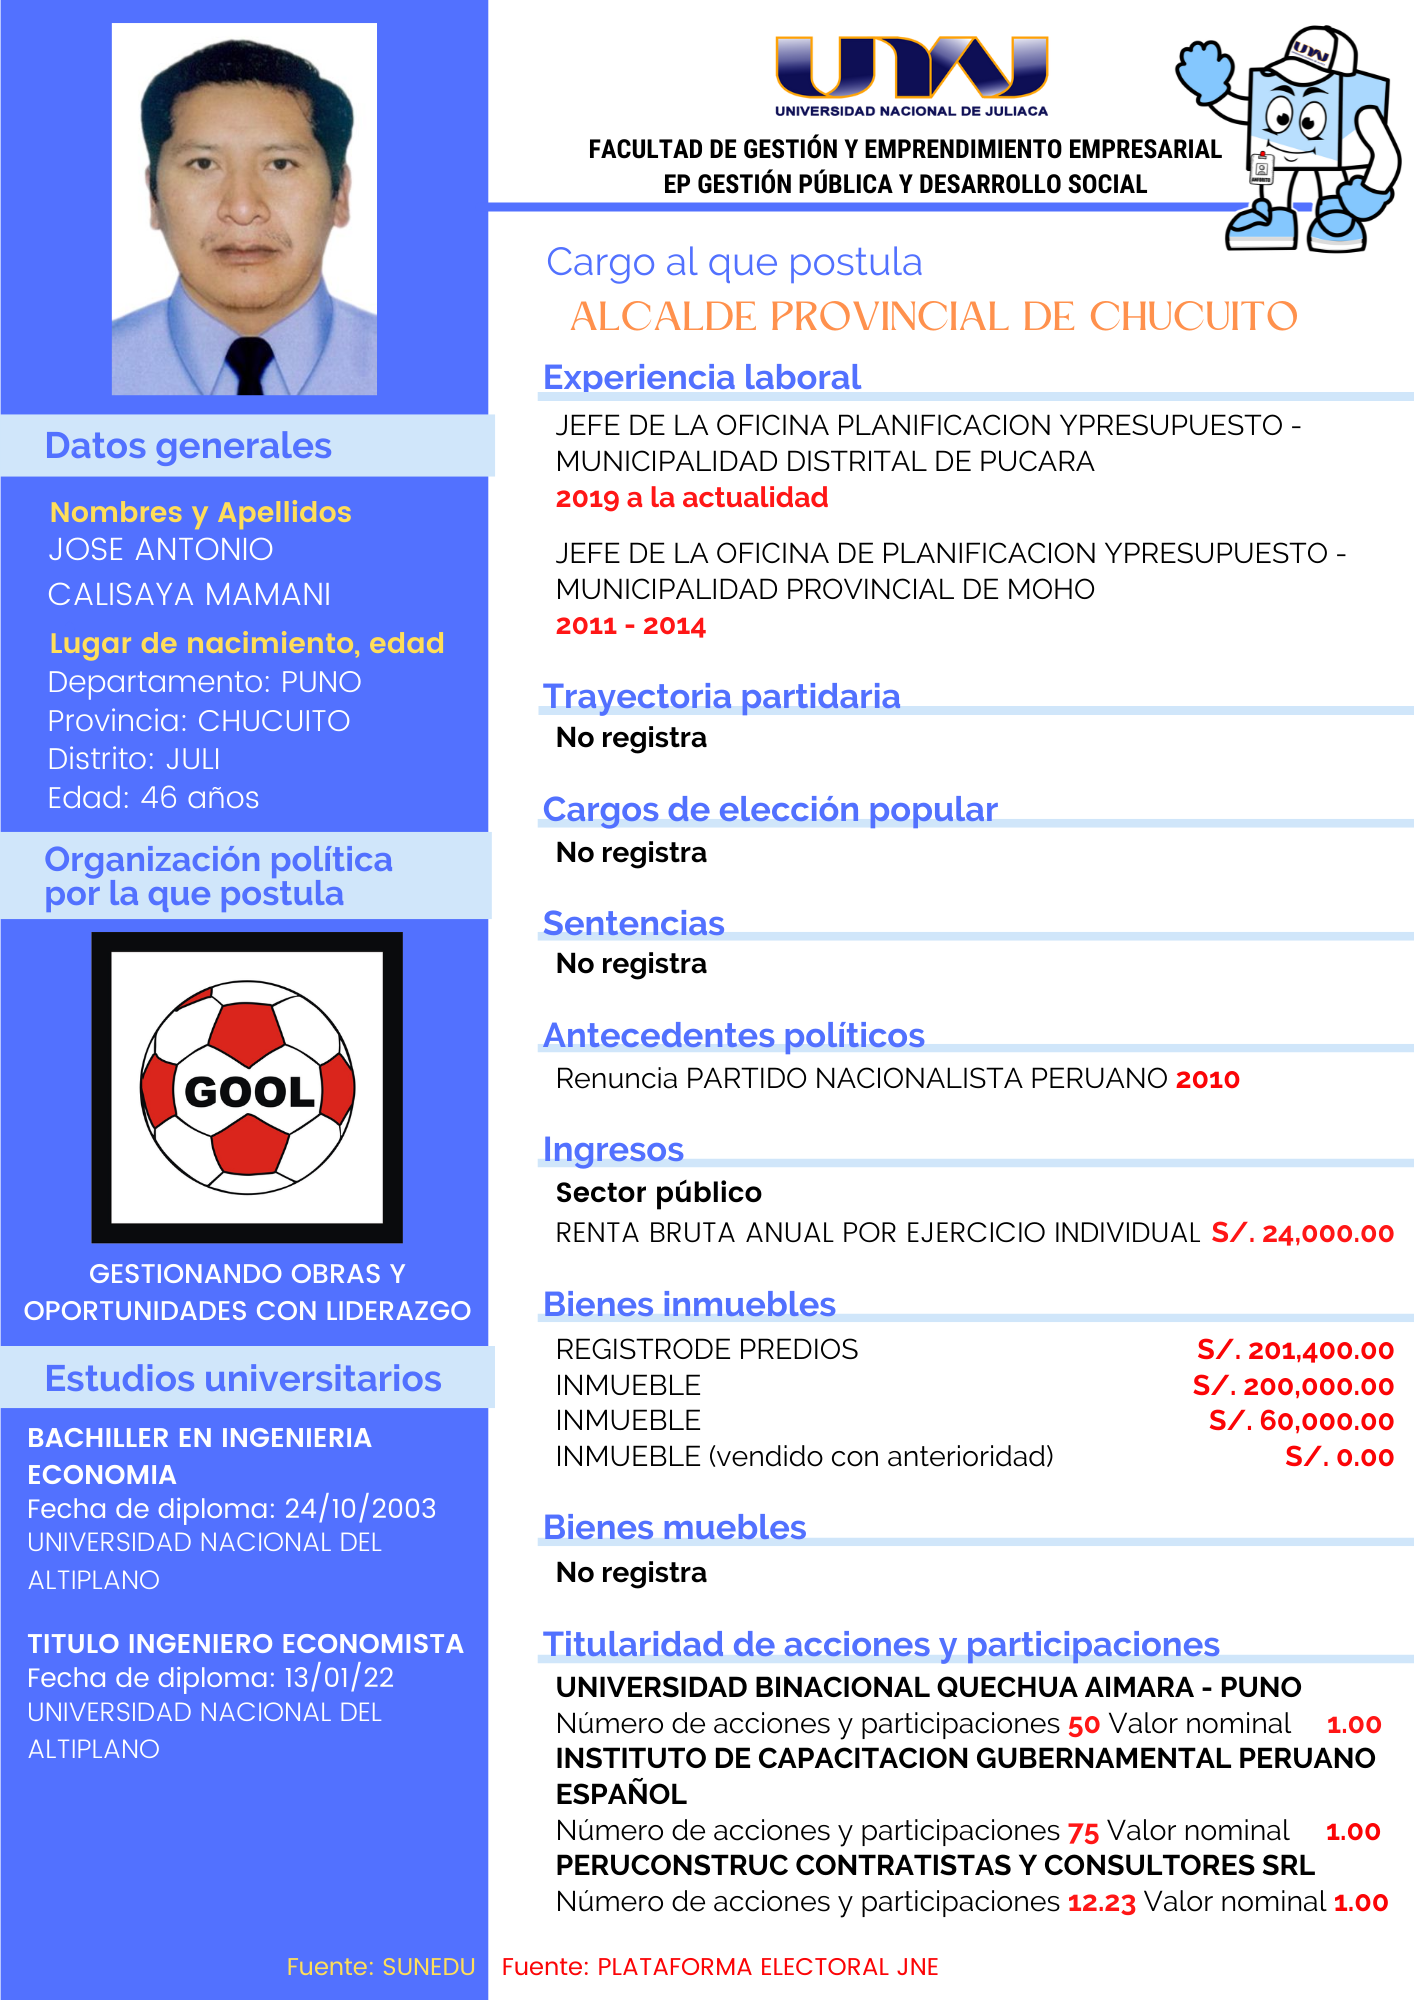 Datos generales
Nombres y Apellidos
JOSE ANTONIO
CALISAYA MAMANI
Lugar de nacimiento, edad
Departamento: PUNO
Provincia: CHUCUITO
Distrito: JULI
Edad: 46 años
Organización política
por la que postula
GOOL
GESTIONANDO OBRAS Y
OPORTUNIDADES CON LIDERAZGO
Estudios universitarios
BACHILLER EN INGENIERIA
ECONOMIA
Fecha de diploma: 24/10/2003
UNIVERSIDAD NACIONAL DEL
ALTIPLANO
TITULO INGENIERO ECONOMISTA
Fecha de diploma: 13/01/22
UNIVERSIDAD NACIONAL DEL
ALTIPLANO
Fuente: SUNEDU
UNAJ
UNIVERSIDAD NACIONAL DE JULIACA
UNAJ
FACULTAD DE GESTIÓN Y EMPRENDIMIENTO EMPRESARIAL
EP GESTIÓN PÚBLICA Y DESARROLLO SOCIAL
Cargo al que postula
ALCALDE PROVINCIAL DE CHUCUITO
Experiencia laboral
JEFE DE LA OFICINA PLANIFICACION YPRESUPUESTO -
MUNICIPALIDAD DISTRITAL DE PUCARA
2019 a la actualidad
JEFE DE LA OFICINA DE PLANIFICACION YPRESUPUESTO -
MUNICIPALIDAD PROVINCIAL DE MOHO
2011 - 2014
Trayectoria partidaria
No registra
Cargos de elección popular
No registra
Sentencias
No registra
Antecedentes políticos
Renuncia PARTIDO NACIONALISTA PERUANO 2010
Ingresos
Sector público
RENTA BRUTA ANUAL POR EJERCICIO INDIVIDUAL S/. 24,000.00
Bienes inmuebles
REGISTRODE PREDIOS S/. 201,400.00
INMUEBLE S/. 200,000.00
INMUEBLE S/. 60,000.00
INMUEBLE (vendido con anterioridad) S/. 0.00
Bienes muebles
No registra
Titularidad de acciones y participaciones
UNIVERSIDAD BINACIONAL QUECHUA AIMARA - PUNO
Número de acciones y participaciones 50 Valor nominal 1.00
INSTITUTO DE CAPACITACION GUBERNAMENTAL PERUANO
ESPAÑOL
Número de acciones y participaciones 75 Valor nominal 1.00
PERUCONSTRUC CONTRATISTAS Y CONSULTORES SRL
Número de acciones y participaciones 12.23 Valor nominal 1.00
Fuente: PLATAFORMA ELECTORAL JNE